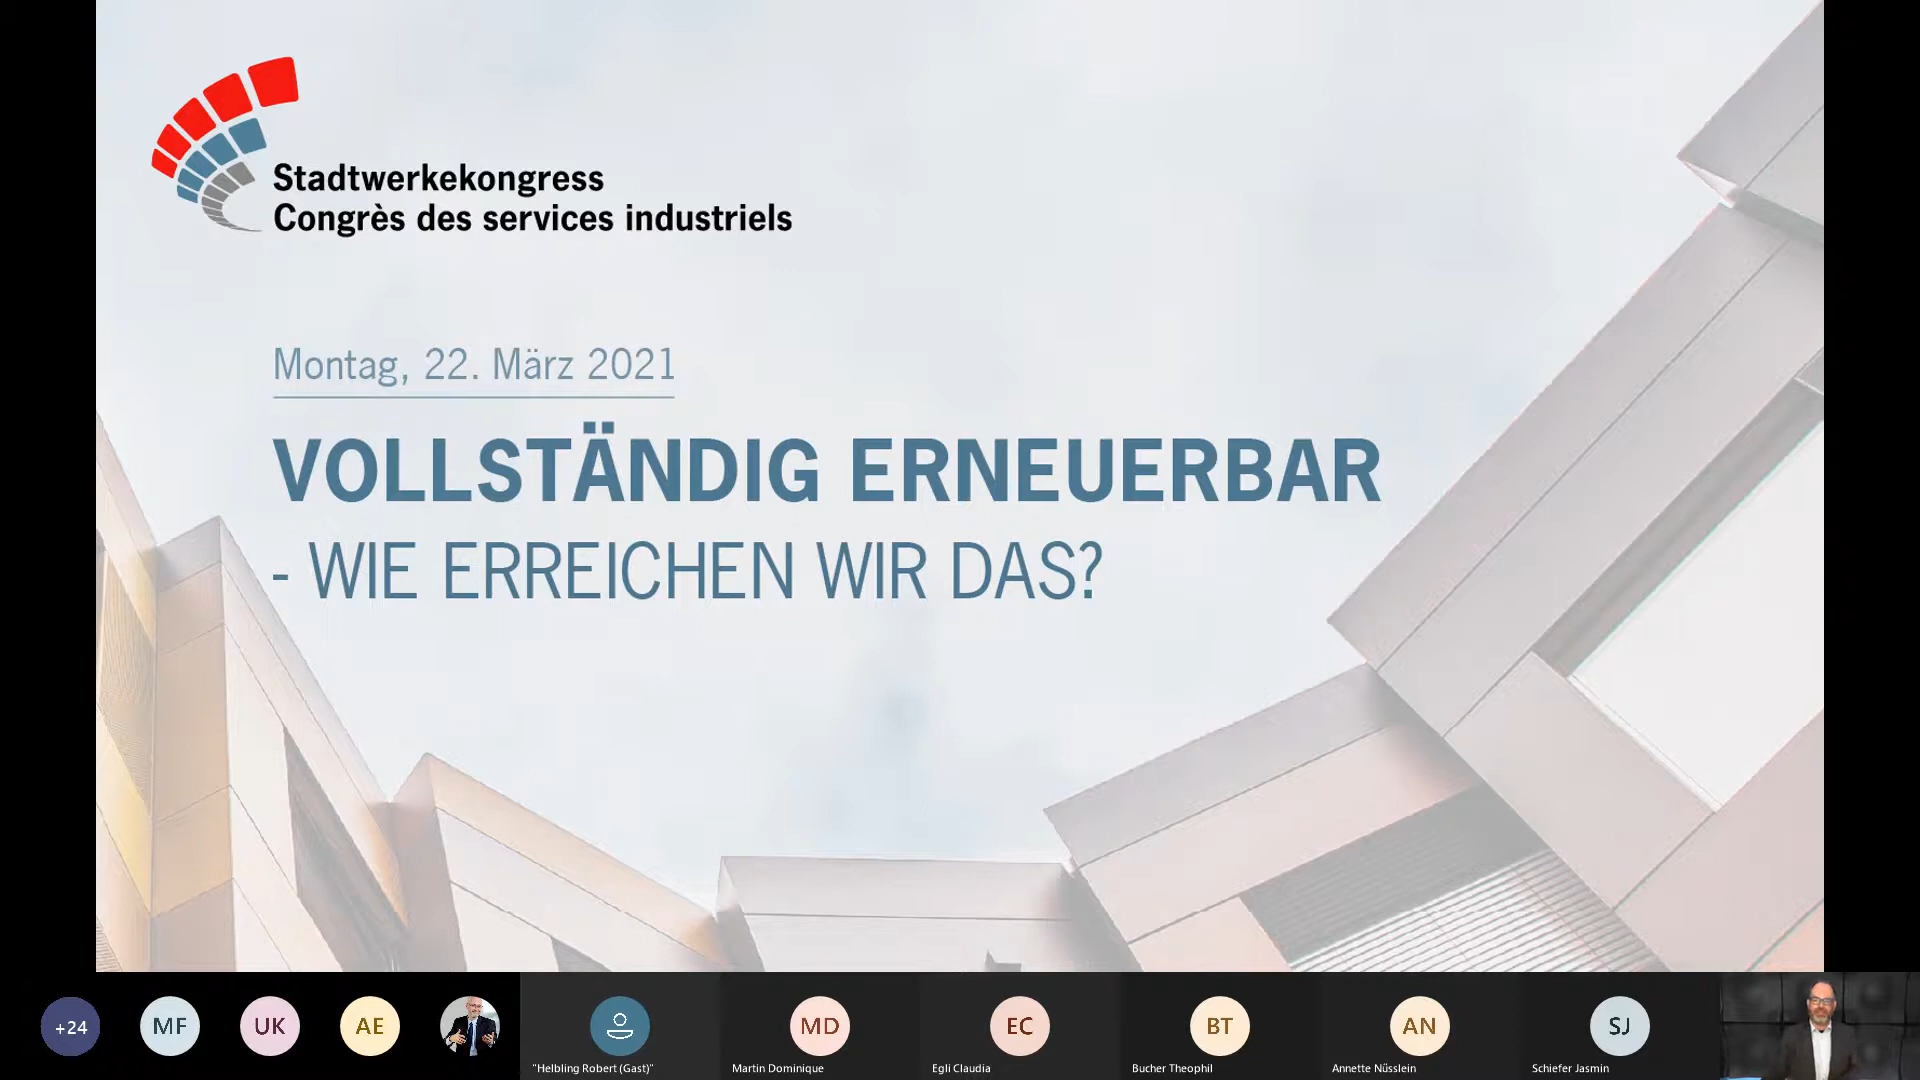 Stadtwerkekongress
Congrès des services industriels
Montag, 22. März 2021
VOLLSTÄNDIG ERNEUERBAR
- WIE ERREICHEN WIR DAS?
+24
MF
UK
AE
MD
EC
BT
AN
SJ
"Helbling Robert (Gast)"
Martin Dominique
Egli Claudia
Bucher Theophil
Annette Nüsslein
Schiefer Jasmin